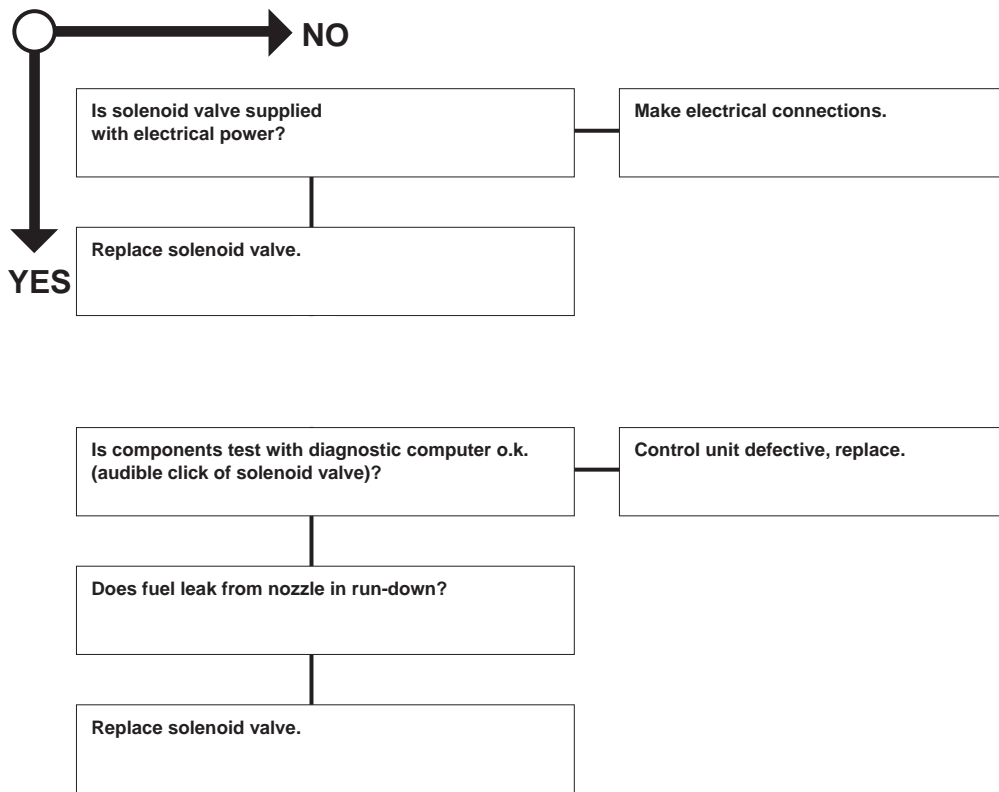 NO
YES
Is solenoid valve supplied
with electrical power?
Make electrical connections.
Replace solenoid valve.
Is components test with diagnostic computer o.k.
(audible click of solenoid valve)?
Control unit defective, replace.
Does fuel leak from nozzle in run-down?
Replace solenoid valve.